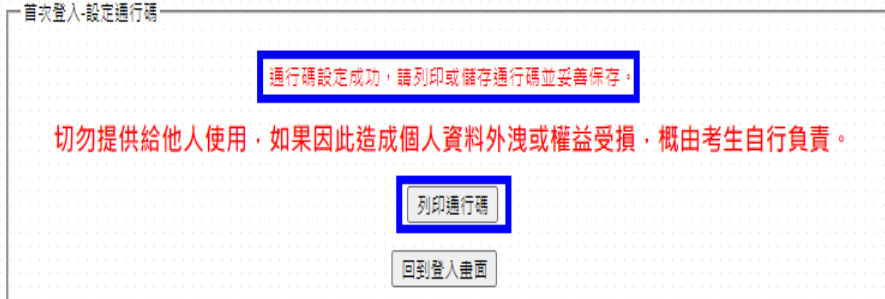 首次登入-設定通行碼
通行碼設定成功，請列印或儲存通行碼並妥善保存。
切勿提供給他人使用，如果因此造成個人資料外洩或權益受損，概由考生自行負責。
列印通行碼
回到登入畫面